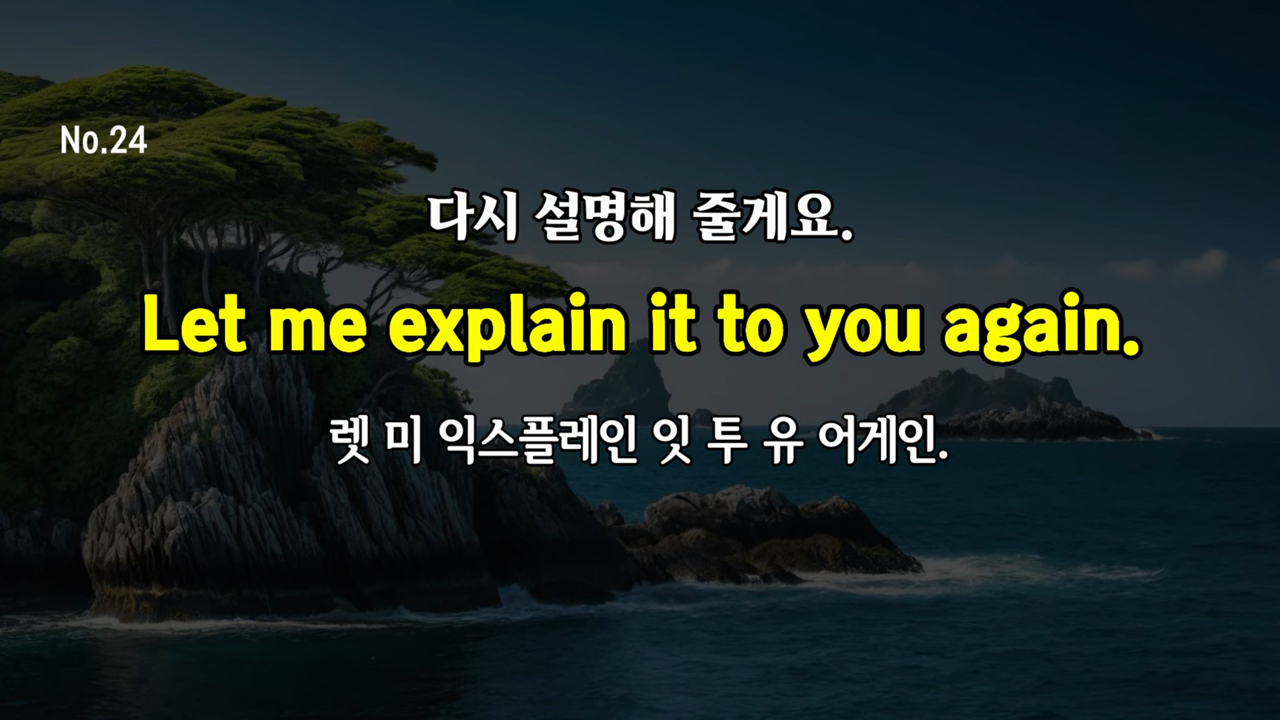 No.24
다시 설명해 줄게요.
Let me explain it to you again.
렛 미 익스플레인 잇 투 유 어게인.